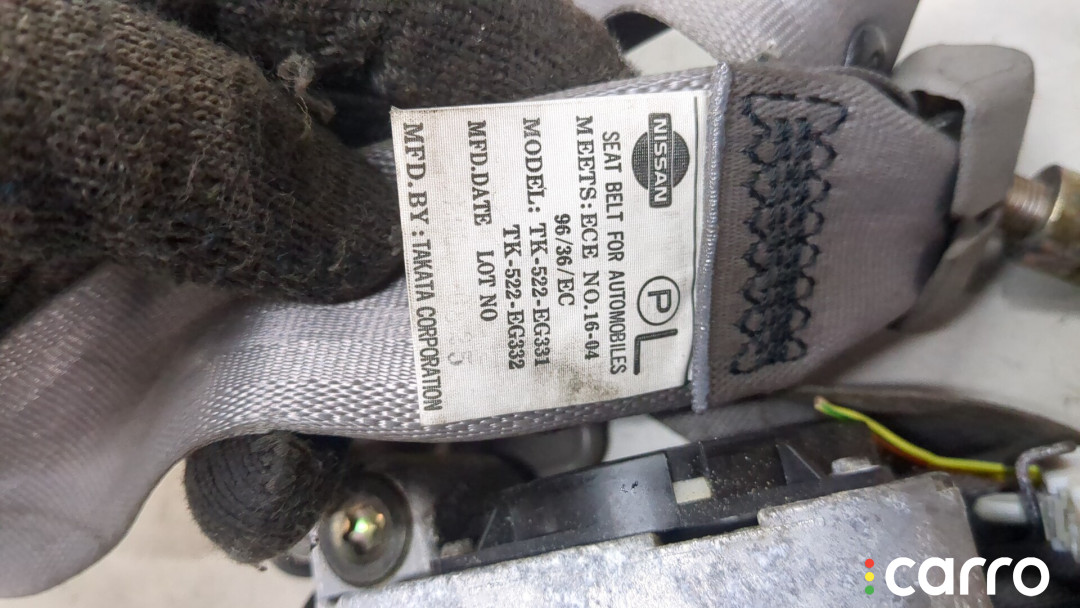 NISSAN
PL
SEAT BELT FOR AUTOMOBILES
MEETS:ECE NO.16-04
96/36/EC
MODEL: TK-522-EG331
TK-522-EG332
MFD.DATE LOT NO
MFD.BY:TAKATA CORPORATION
carro